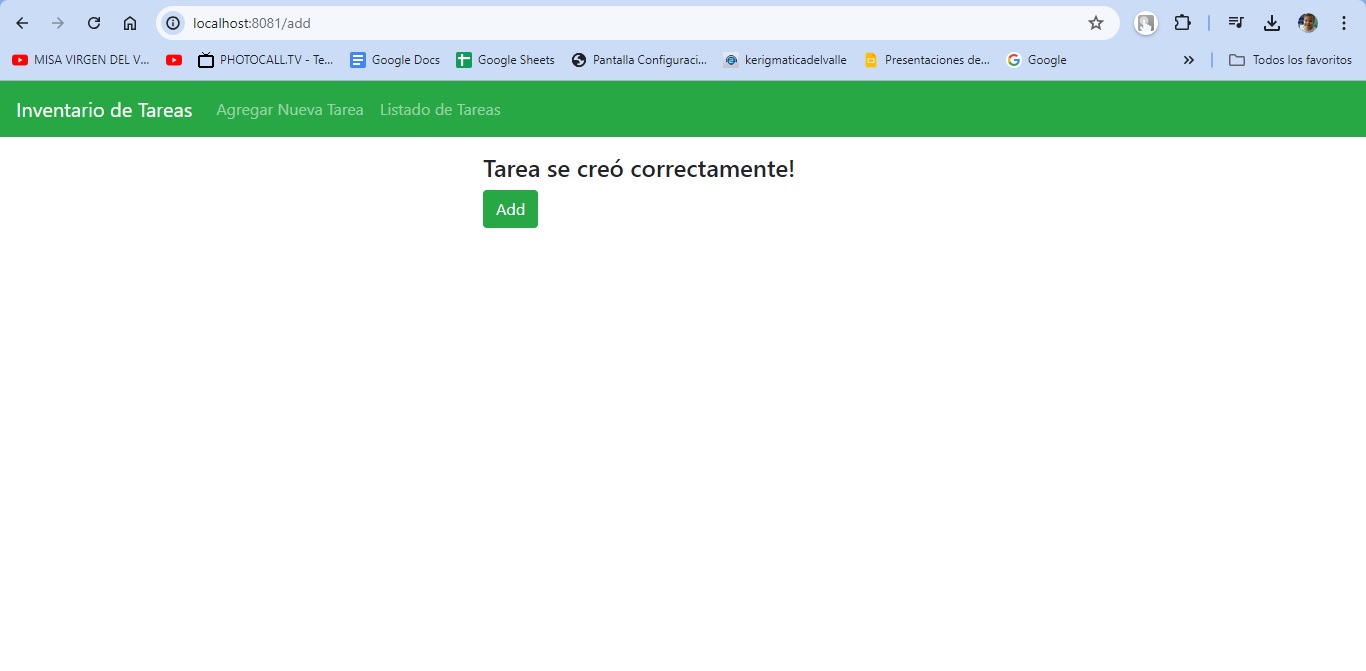 localhost:8081/add
MISA VIRGEN DEL V... PHOTOCALL.TV - Te... Google Docs Google Sheets Pantalla Configuraci... kerigmaticadelvalle Presentaciones de... Google » Todos los favoritos
Inventario de Tareas Agregar Nueva Tarea Listado de Tareas
Tarea se creó correctamente!
Add